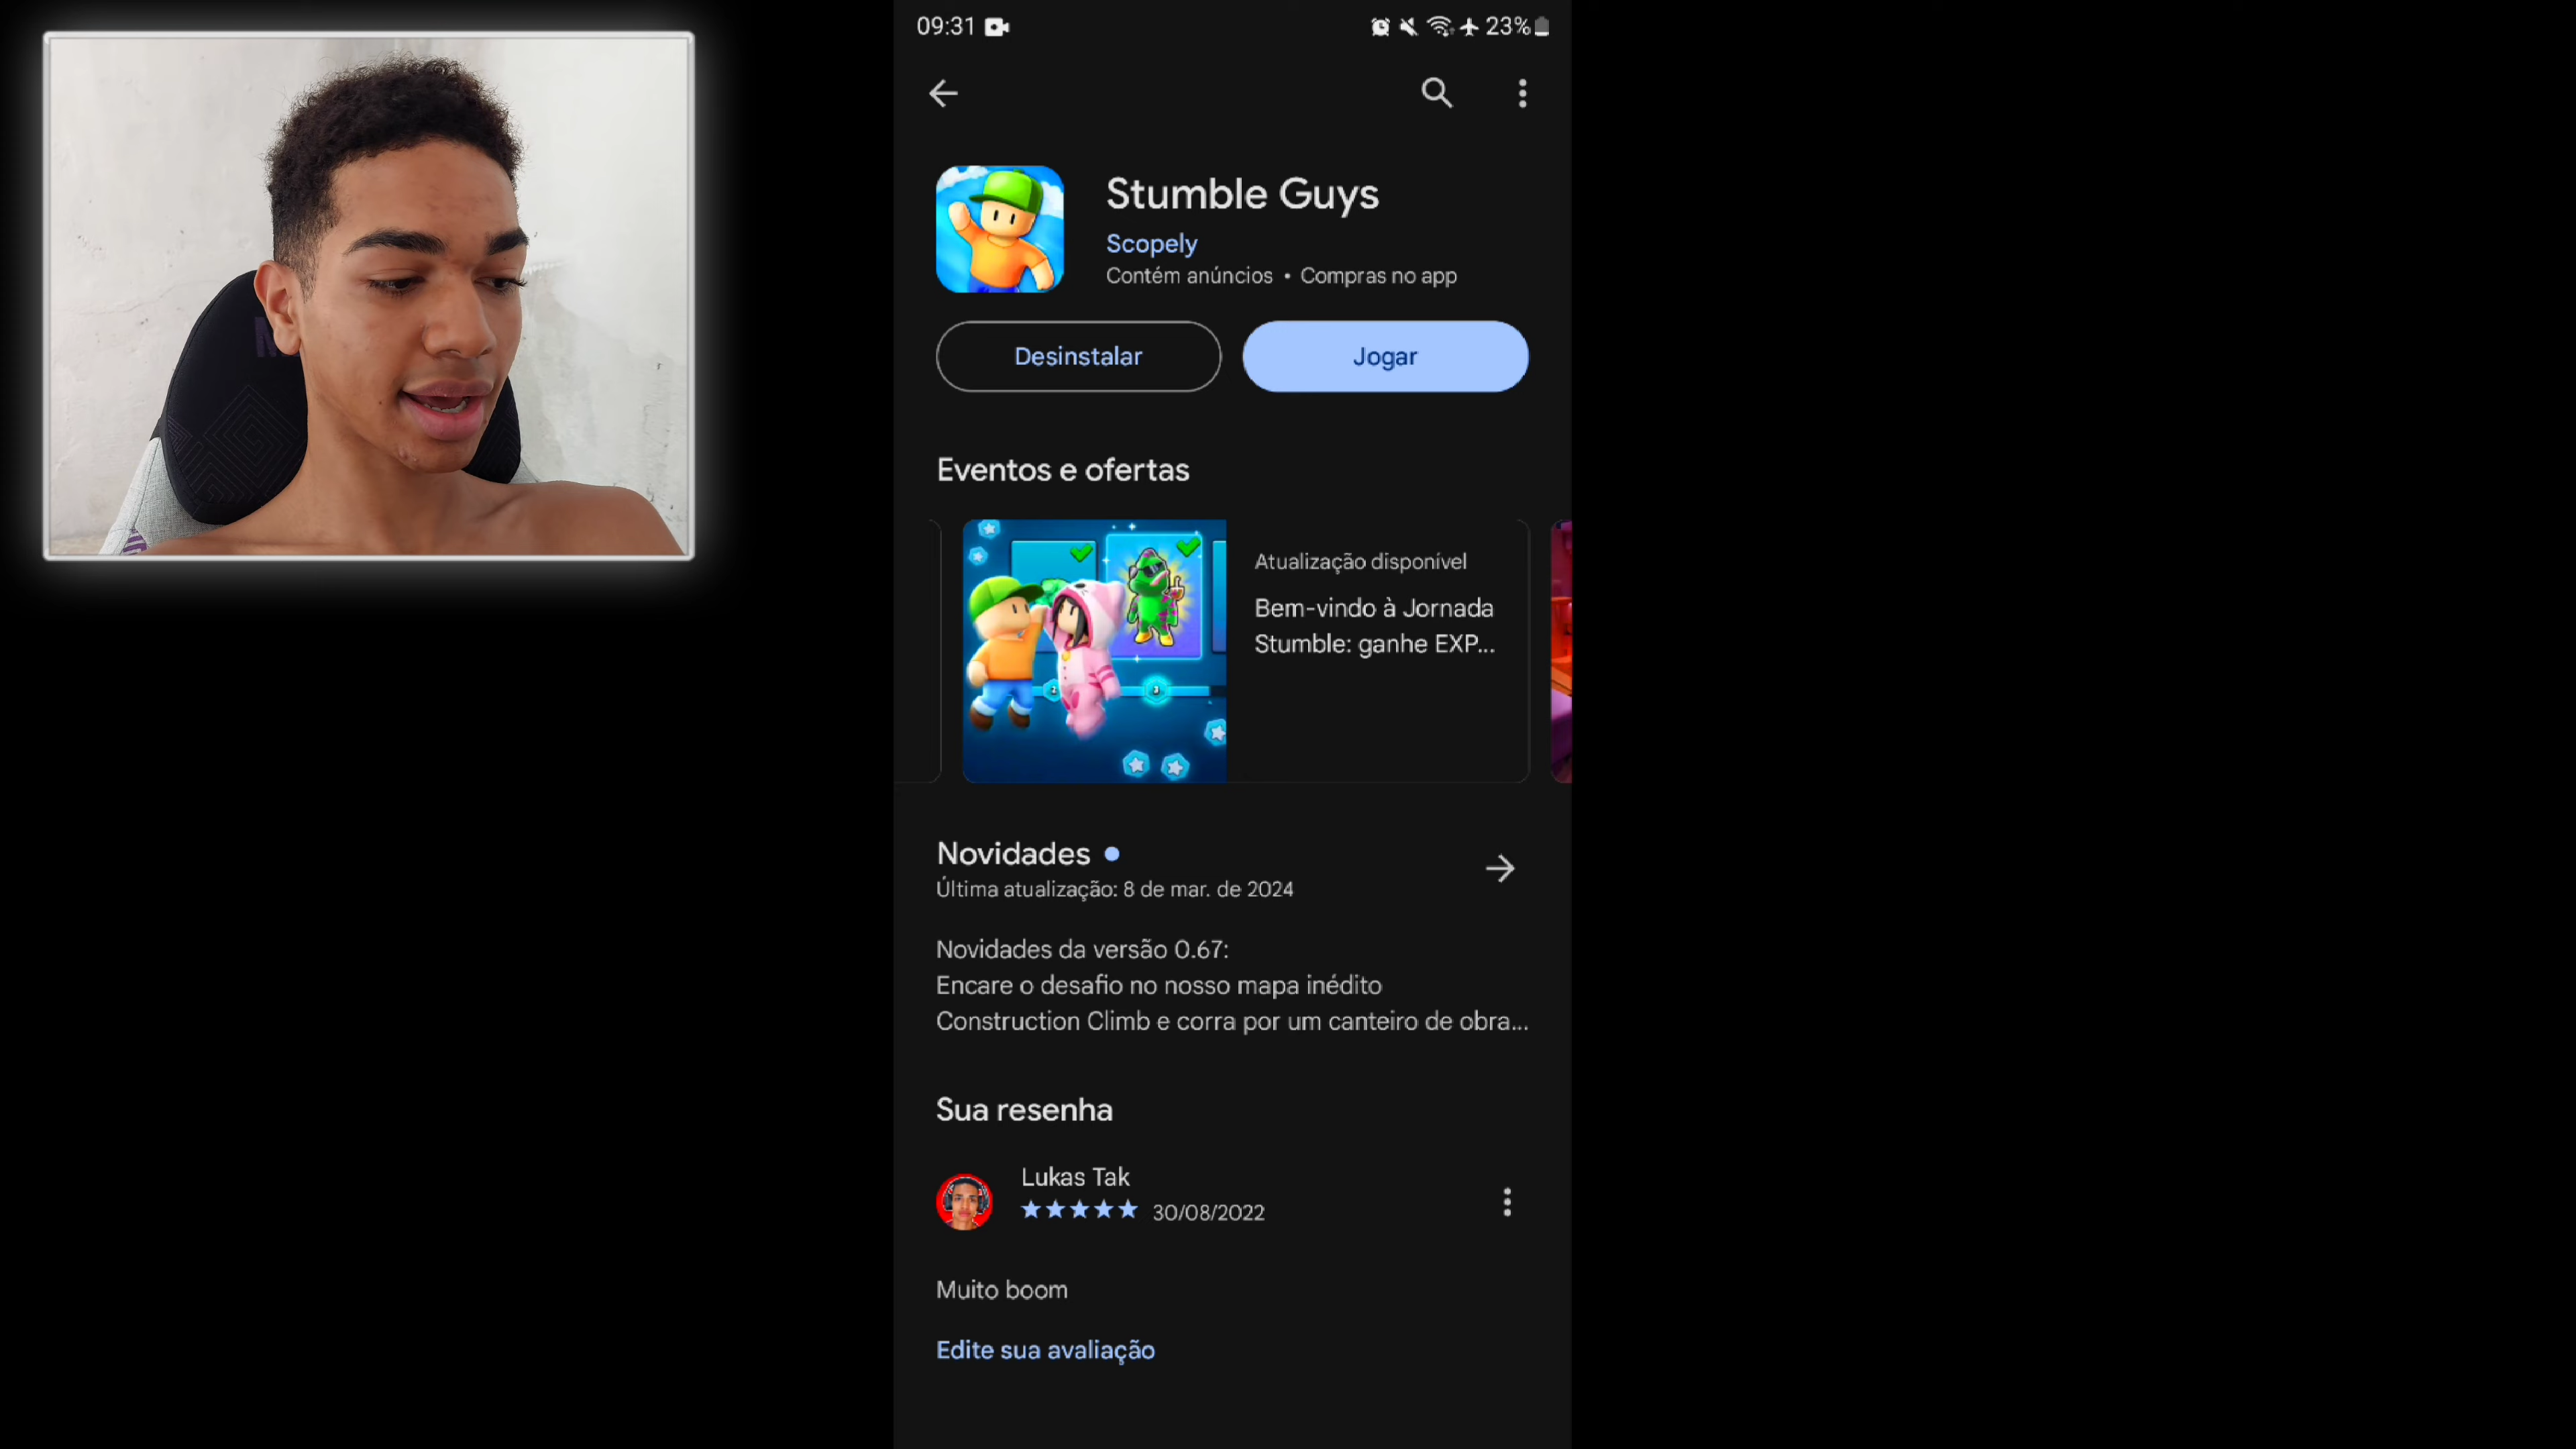 09:31
23%
Stumble Guys
Scopely
Contém anúncios • Compras no app
Desinstalar
Jogar
Eventos e ofertas
Atualização disponível
Bem-vindo à Jornada
Stumble: ganhe EXP...
Novidades
Última atualização: 8 de mar. de 2024
Novidades da versão 0.67:
Encare o desafio no nosso mapa inédito
Construction Climb e corra por um canteiro de obra...
Sua resenha
Lukas Tak
30/08/2022
Muito boom
Edite sua avaliação